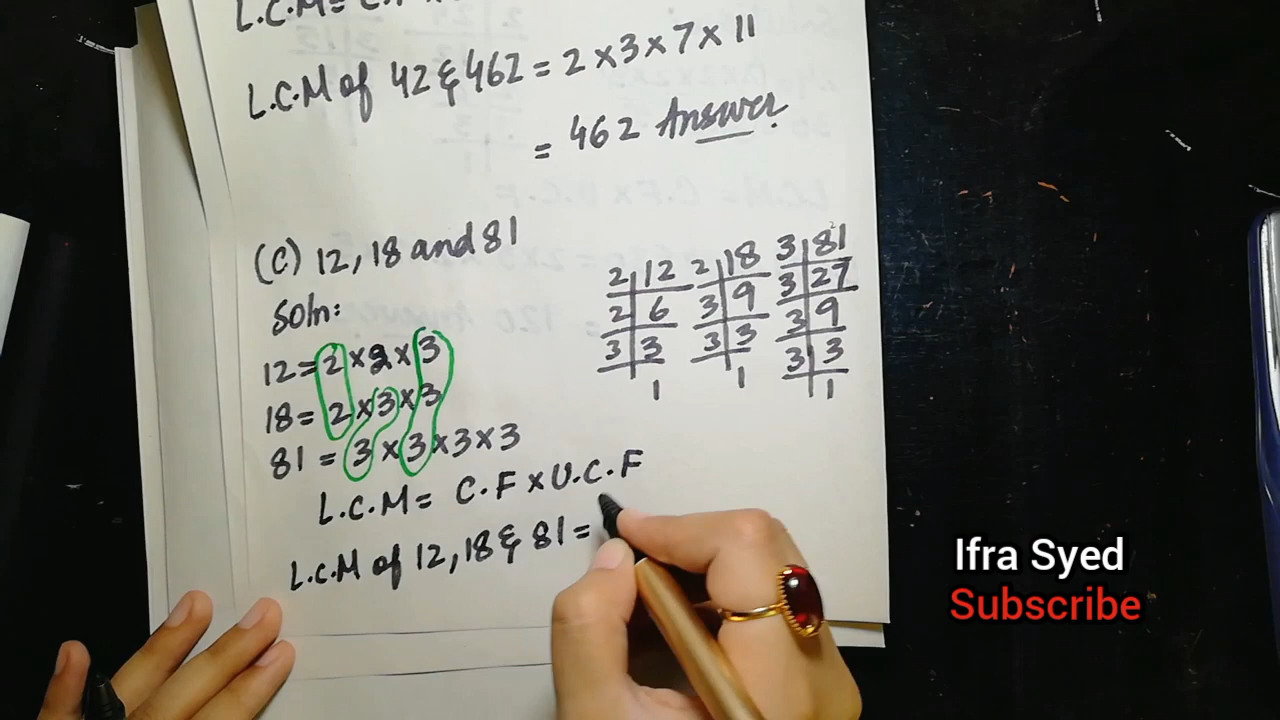 L.C.M = C.F
L.C.M of 42 & 462 = 2 × 3 × 7 × 11
= 462 Answer.
(C) 12, 18 and 81
Soln:
12 = 2 × 2 × 3
18 = 2 × 3 × 3
81 = 3 × 3 × 3 × 3
L.C.M = C.F × U.C.F
L.C.M of 12, 18 & 81 =
2 | 12
2 | 6
3 | 3
1
2 | 18
3 | 9
3 | 3
1
3 | 81
3 | 27
3 | 9
3 | 3
1
Ifra Syed
Subscribe